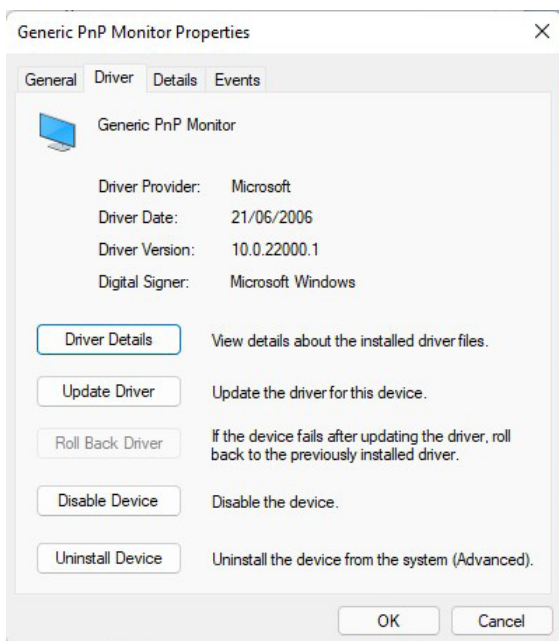 Generic PnP Monitor Properties
General Driver Details Events
Generic PnP Monitor
Driver Provider: Microsoft
Driver Date: 21/06/2006
Driver Version: 10.0.22000.1
Digital Signer: Microsoft Windows
Driver Details View details about the installed driver files.
Update Driver Update the driver for this device.
Roll Back Driver If the device fails after updating the driver, roll
back to the previously installed driver.
Disable Device Disable the device.
Uninstall Device Uninstall the device from the system (Advanced).
OK Cancel